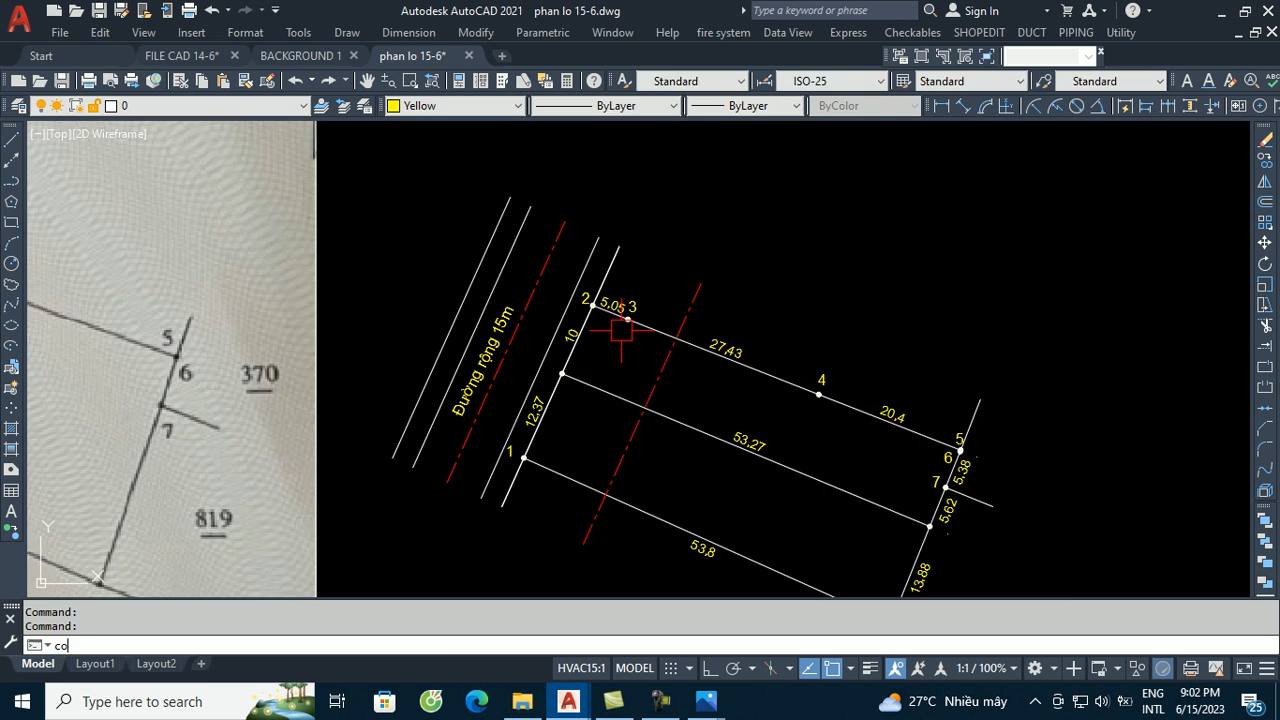 Autodesk AutoCAD 2021
phan lo 15-6.dwg
Type a keyword or phrase
Sign In
File
Edit
View
Insert
Format
Tools
Draw
Dimension
Modify
Parametric
Window
Help
fire system
Data View
Express
Checkables
SHOPEDIT
DUCT
PIPING
Utility
Start
FILE CAD 14-6*
BACKGROUND 1
phan lo 15-6*
Standard
ISO-25
Standard
Standard
0
Yellow
ByLayer
ByLayer
ByColor
[−][Top][2D Wireframe]
5
6
370
7
819
Y
X
Đường rộng 15m
2
5.05
3
10
27,43
4
20.4
12.37
53,27
5
6
5.38
1
7
5.62
53,8
13.88
Command:
Command:
co
Model
Layout1
Layout2
HVAC15:1
MODEL
1:1 / 100%
Type here to search
27°C Nhiều mây
ENG
INTL
9:02 PM
6/15/2023
25